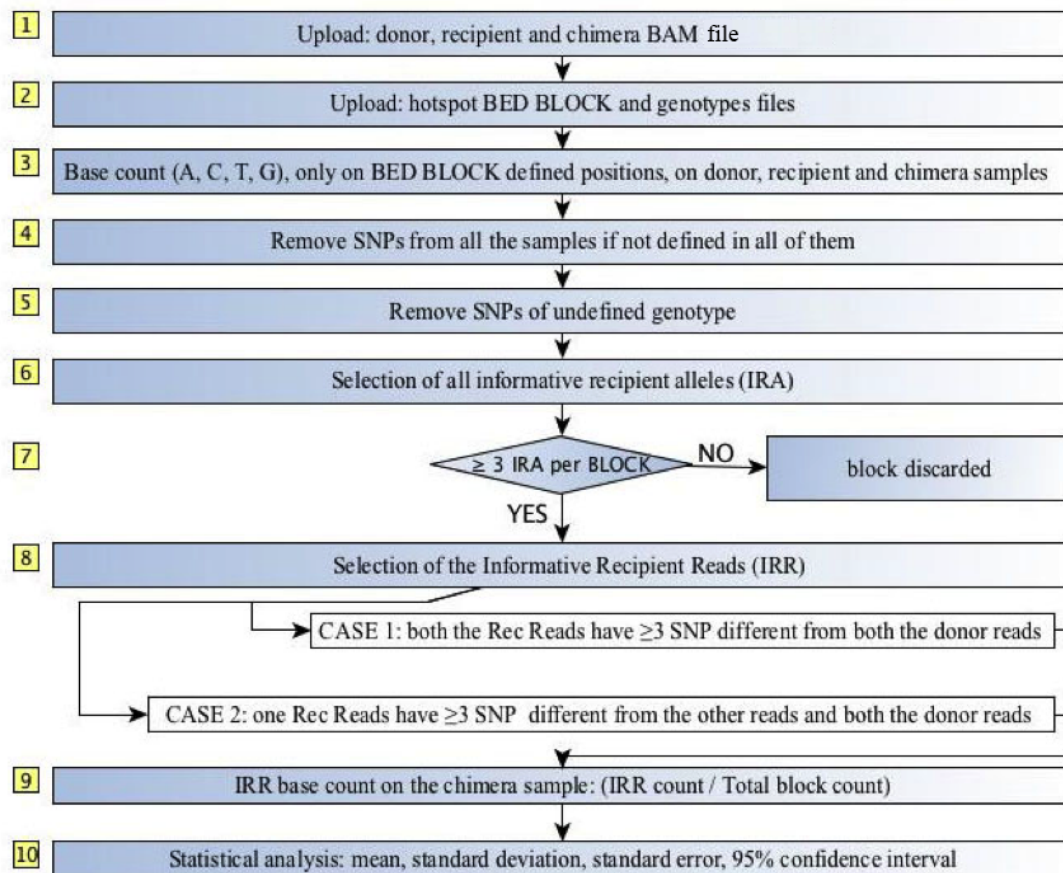 1
Upload: donor, recipient and chimera BAM file
2
Upload: hotspot BED BLOCK and genotypes files
3
Base count (A, C, T, G), only on BED BLOCK defined positions, on donor, recipient and chimera samples
4
Remove SNPs from all the samples if not defined in all of them
5
Remove SNPs of undefined genotype
6
Selection of all informative recipient alleles (IRA)
7
≥ 3 IRA per BLOCK
NO
block discarded
YES
8
Selection of the Informative Recipient Reads (IRR)
CASE 1: both the Rec Reads have ≥3 SNP different from both the donor reads
CASE 2: one Rec Reads have ≥3 SNP different from the other reads and both the donor reads
9
IRR base count on the chimera sample: (IRR count / Total block count)
10
Statistical analysis: mean, standard deviation, standard error, 95% confidence interval